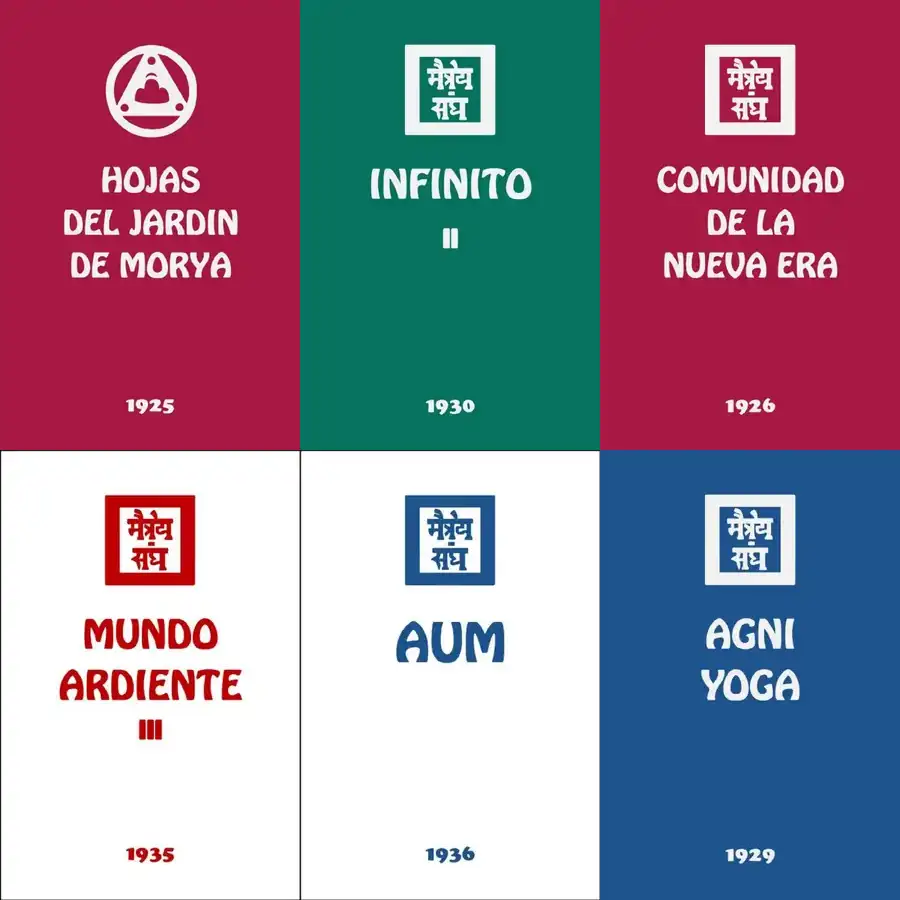 HOJAS
DEL JARDIN
DE MORYA
1925
मैत्रेय
संघ
INFINITO
II
1930
मैत्रेय
संघ
COMUNIDAD
DE LA
NUEVA ERA
1926
मैत्रेय
संघ
MUNDO
ARDIENTE
III
1935
मैत्रेय
संघ
AUM
1936
मैत्रेय
संघ
AGNI
YOGA
1929